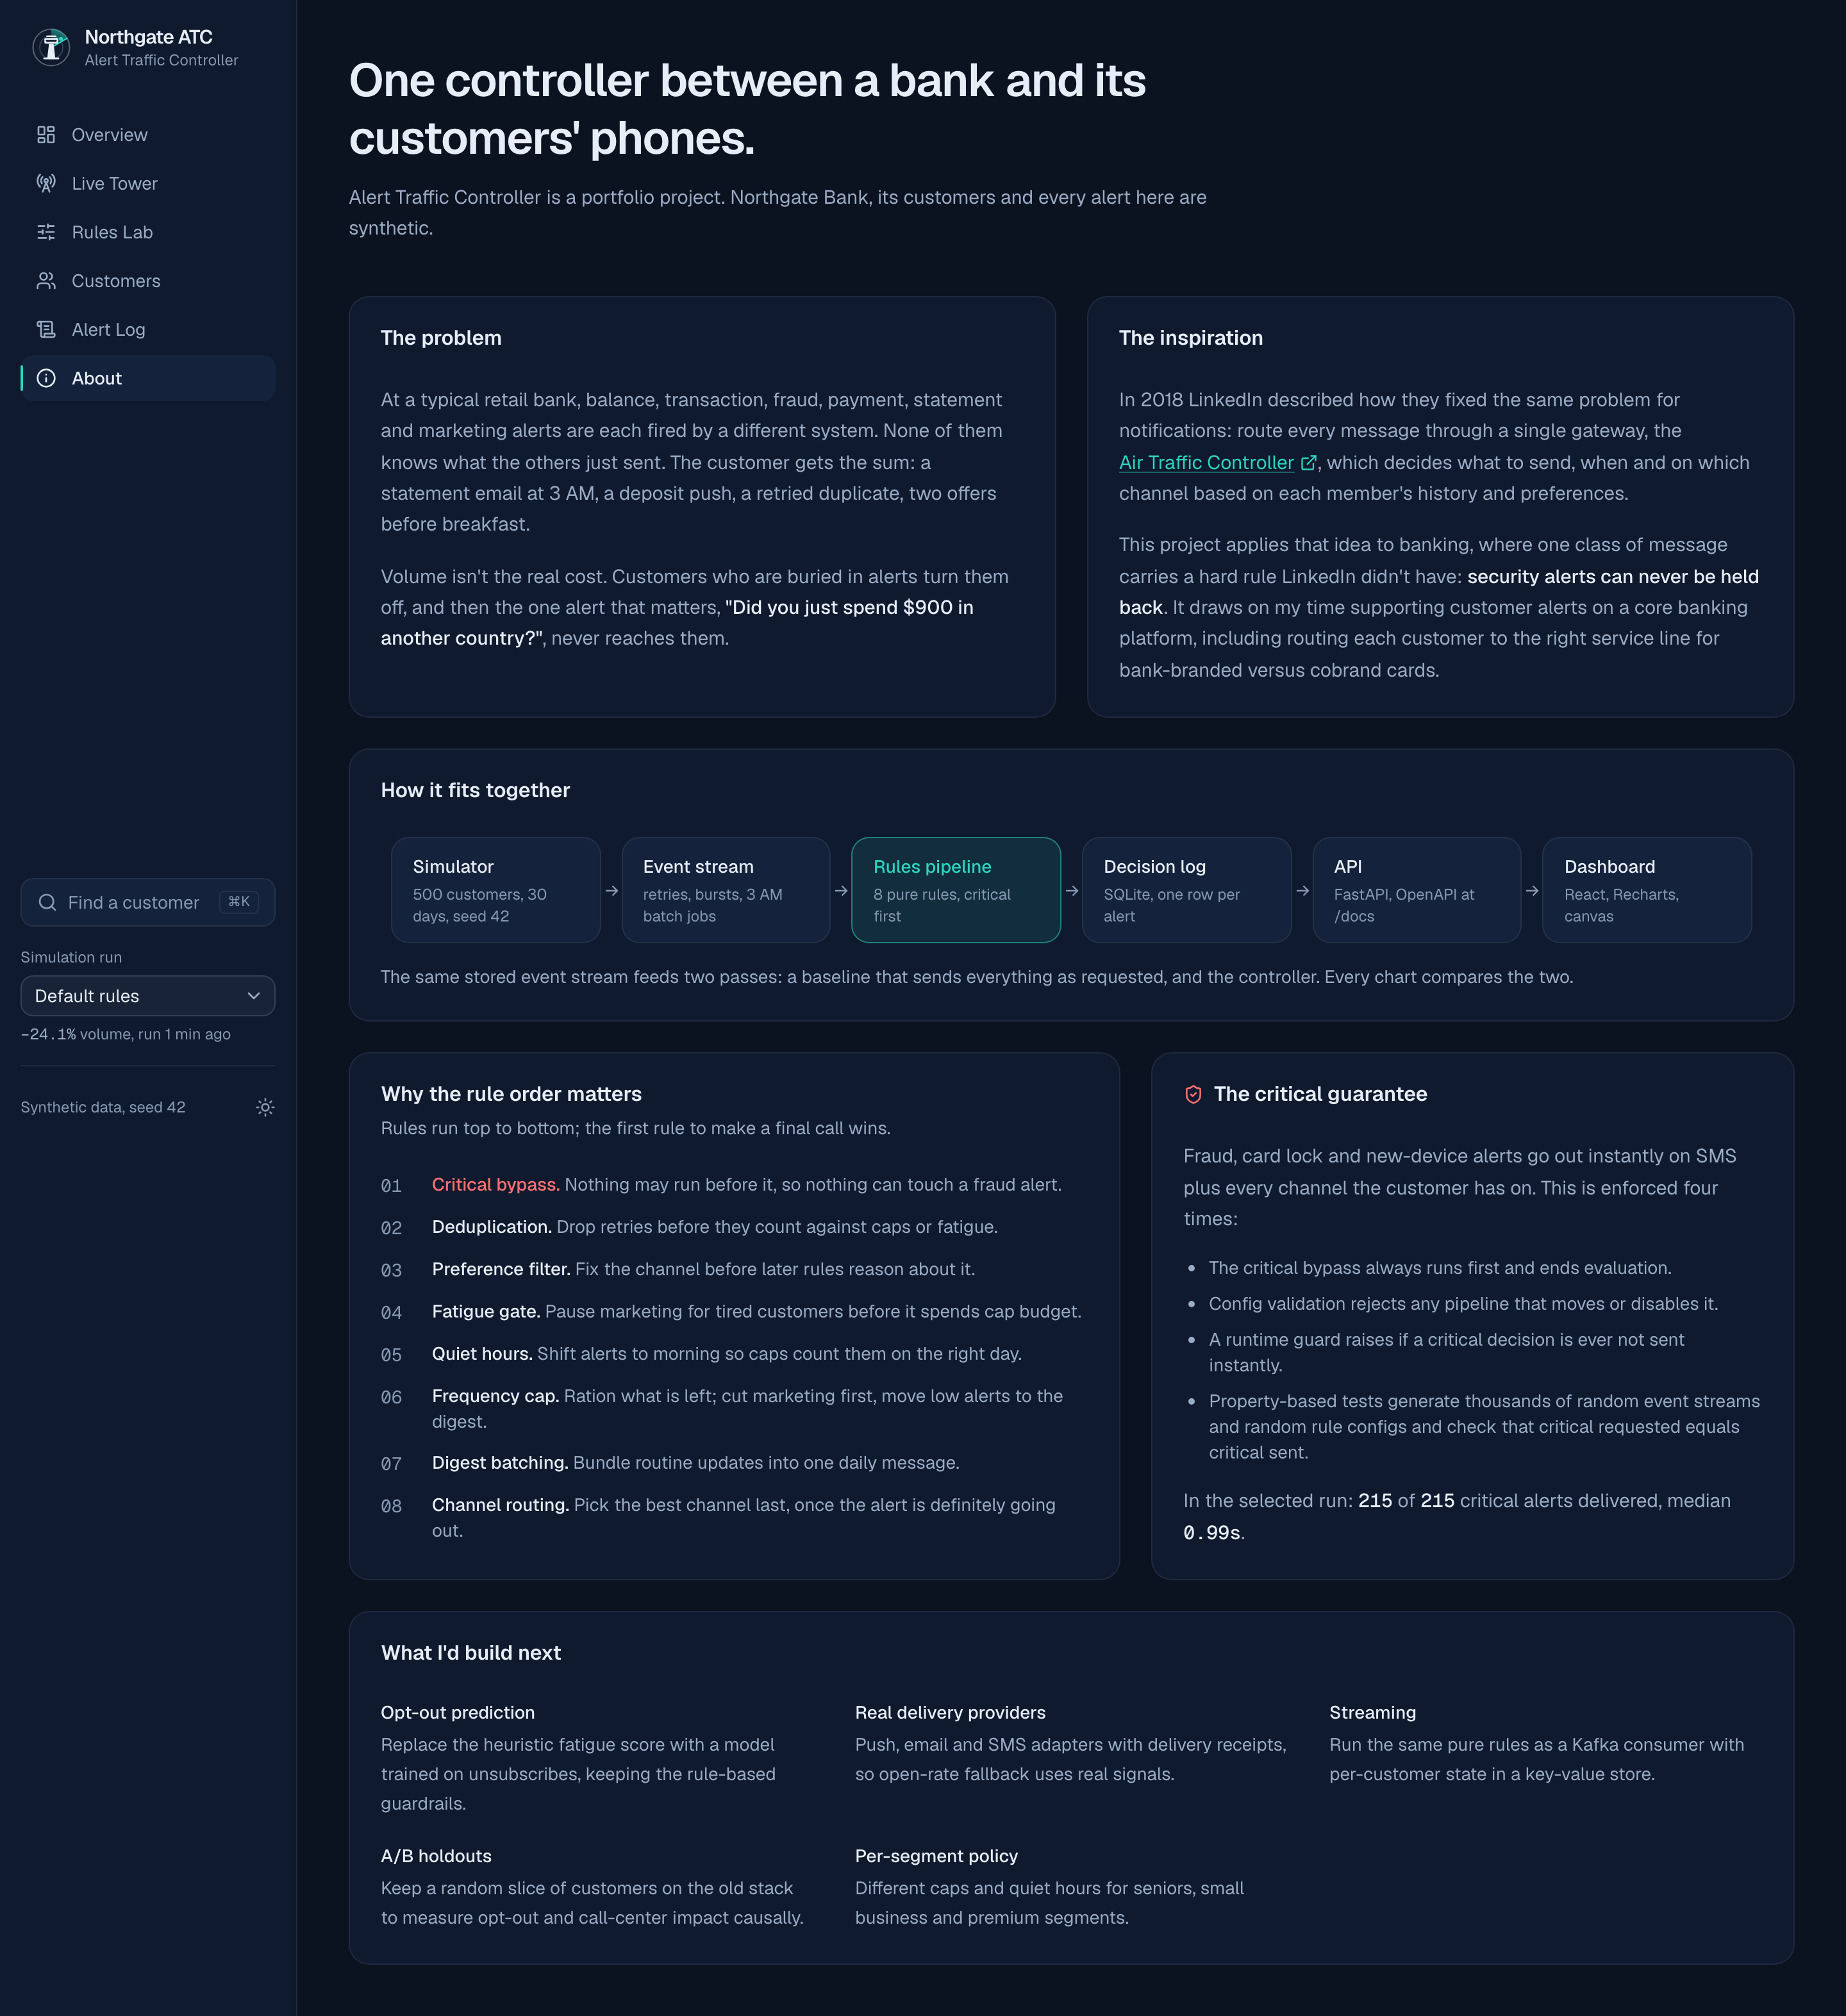 Northgate ATC
Alert Traffic Controller
Overview
Live Tower
Rules Lab
Customers
Alert Log
About
Find a customer ⌘K
Simulation run
Default rules
−24.1% volume, run 1 min ago
Synthetic data, seed 42
One controller between a bank and its
customers' phones.
Alert Traffic Controller is a portfolio project. Northgate Bank, its customers and every alert here are
synthetic.
The problem
At a typical retail bank, balance, transaction, fraud, payment, statement
and marketing alerts are each fired by a different system. None of them
knows what the others just sent. The customer gets the sum: a
statement email at 3 AM, a deposit push, a retried duplicate, two offers
before breakfast.
Volume isn't the real cost. Customers who are buried in alerts turn them
off, and then the one alert that matters, "Did you just spend $900 in
another country?", never reaches them.
The inspiration
In 2018 LinkedIn described how they fixed the same problem for
notifications: route every message through a single gateway, the
Air Traffic Controller, which decides what to send, when and on which
channel based on each member's history and preferences.
This project applies that idea to banking, where one class of message
carries a hard rule LinkedIn didn't have: security alerts can never be held
back. It draws on my time supporting customer alerts on a core banking
platform, including routing each customer to the right service line for
bank-branded versus cobrand cards.
How it fits together
Simulator
500 customers, 30
days, seed 42
→
Event stream
retries, bursts, 3 AM
batch jobs
→
Rules pipeline
8 pure rules, critical
first
→
Decision log
SQLite, one row per
alert
→
API
FastAPI, OpenAPI at
/docs
→
Dashboard
React, Recharts,
canvas
The same stored event stream feeds two passes: a baseline that sends everything as requested, and the controller. Every chart compares the two.
Why the rule order matters
Rules run top to bottom; the first rule to make a final call wins.
01 Critical bypass. Nothing may run before it, so nothing can touch a fraud alert.
02 Deduplication. Drop retries before they count against caps or fatigue.
03 Preference filter. Fix the channel before later rules reason about it.
04 Fatigue gate. Pause marketing for tired customers before it spends cap budget.
05 Quiet hours. Shift alerts to morning so caps count them on the right day.
06 Frequency cap. Ration what is left; cut marketing first, move low alerts to the
digest.
07 Digest batching. Bundle routine updates into one daily message.
08 Channel routing. Pick the best channel last, once the alert is definitely going
out.
The critical guarantee
Fraud, card lock and new-device alerts go out instantly on SMS
plus every channel the customer has on. This is enforced four
times:
• The critical bypass always runs first and ends evaluation.
• Config validation rejects any pipeline that moves or disables it.
• A runtime guard raises if a critical decision is ever not sent
instantly.
• Property-based tests generate thousands of random event streams
and random rule configs and check that critical requested equals
critical sent.
In the selected run: 215 of 215 critical alerts delivered, median
0.99s.
What I'd build next
Opt-out prediction
Replace the heuristic fatigue score with a model
trained on unsubscribes, keeping the rule-based
guardrails.
Real delivery providers
Push, email and SMS adapters with delivery receipts,
so open-rate fallback uses real signals.
Streaming
Run the same pure rules as a Kafka consumer with
per-customer state in a key-value store.
A/B holdouts
Keep a random slice of customers on the old stack
to measure opt-out and call-center impact causally.
Per-segment policy
Different caps and quiet hours for seniors, small
business and premium segments.